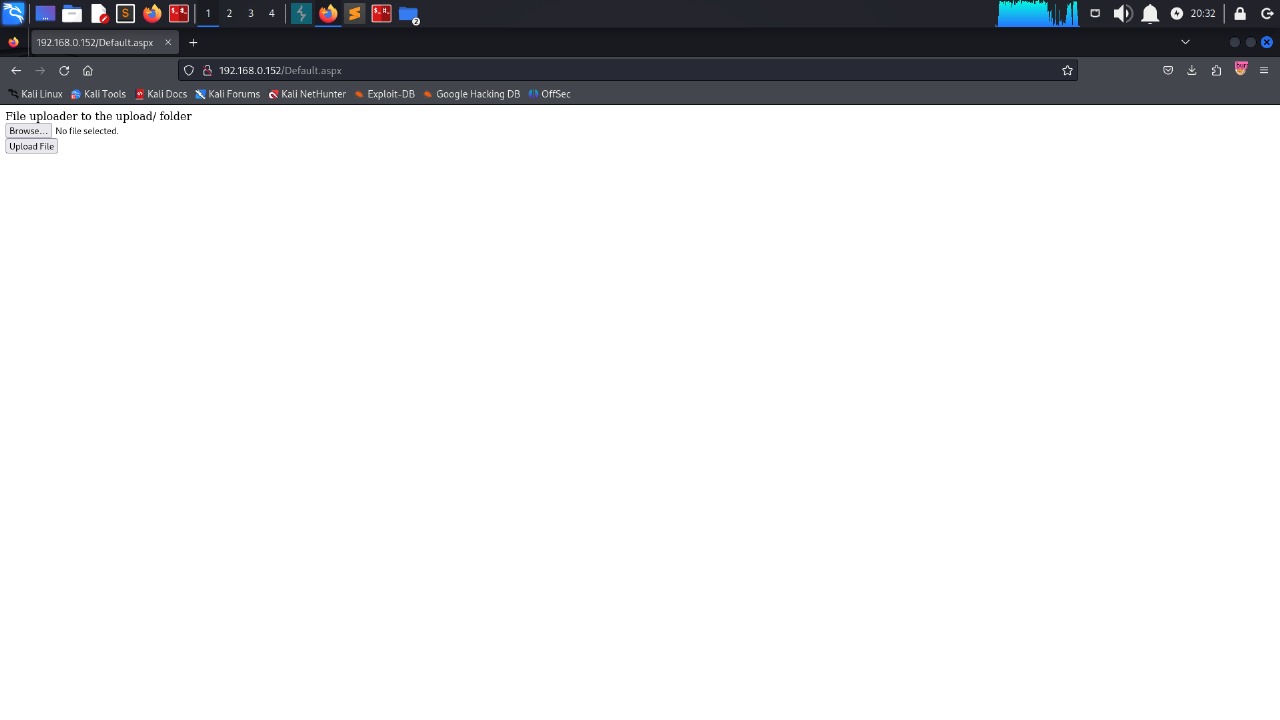 1 2 3 4 20:32
192.168.0.152/Default.aspx
192.168.0.152/Default.aspx
Kali Linux Kali Tools Kali Docs Kali Forums Kali NetHunter Exploit-DB Google Hacking DB OffSec
File uploader to the upload/ folder
Browse... No file selected.
Upload File